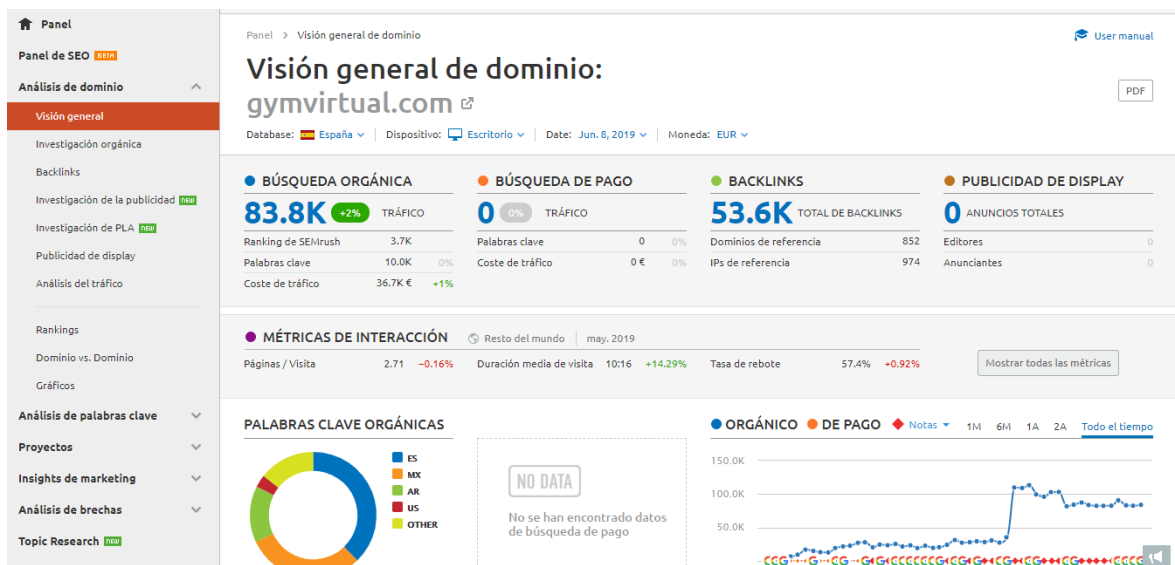 Panel
Panel de SEO BETA
Análisis de dominio
Visión general
Investigación orgánica
Backlinks
Investigación de la publicidad NEW
Investigación de PLA NEW
Publicidad de display
Análisis del tráfico
Rankings
Dominio vs. Dominio
Gráficos
Análisis de palabras clave
Proyectos
Insights de marketing
Análisis de brechas
Topic Research NEW
Panel > Visión general de dominio
User manual
Visión general de dominio:
gymvirtual.com
PDF
Database: España Dispositivo: Escritorio Date: Jun. 8, 2019 Moneda: EUR
BÚSQUEDA ORGÁNICA
83.8K +2% TRÁFICO
Ranking de SEMrush 3.7K
Palabras clave 10.0K 0%
Coste de tráfico 36.7K € +1%
BÚSQUEDA DE PAGO
0 0% TRÁFICO
Palabras clave 0 0%
Coste de tráfico 0 € 0%
BACKLINKS
53.6K TOTAL DE BACKLINKS
Dominios de referencia 852
IPs de referencia 974
PUBLICIDAD DE DISPLAY
0 ANUNCIOS TOTALES
Editores 0
Anunciantes 0
MÉTRICAS DE INTERACCIÓN Resto del mundo may. 2019
Páginas / Visita 2.71 −0.16% Duración media de visita 10:16 +14.29% Tasa de rebote 57.4% +0.92%
Mostrar todas las métricas
PALABRAS CLAVE ORGÁNICAS
ES
MX
AR
US
OTHER
NO DATA
No se han encontrado datos
de búsqueda de pago
ORGÁNICO DE PAGO Notas 1M 6M 1A 2A Todo el tiempo
150.0K
100.0K
50.0K